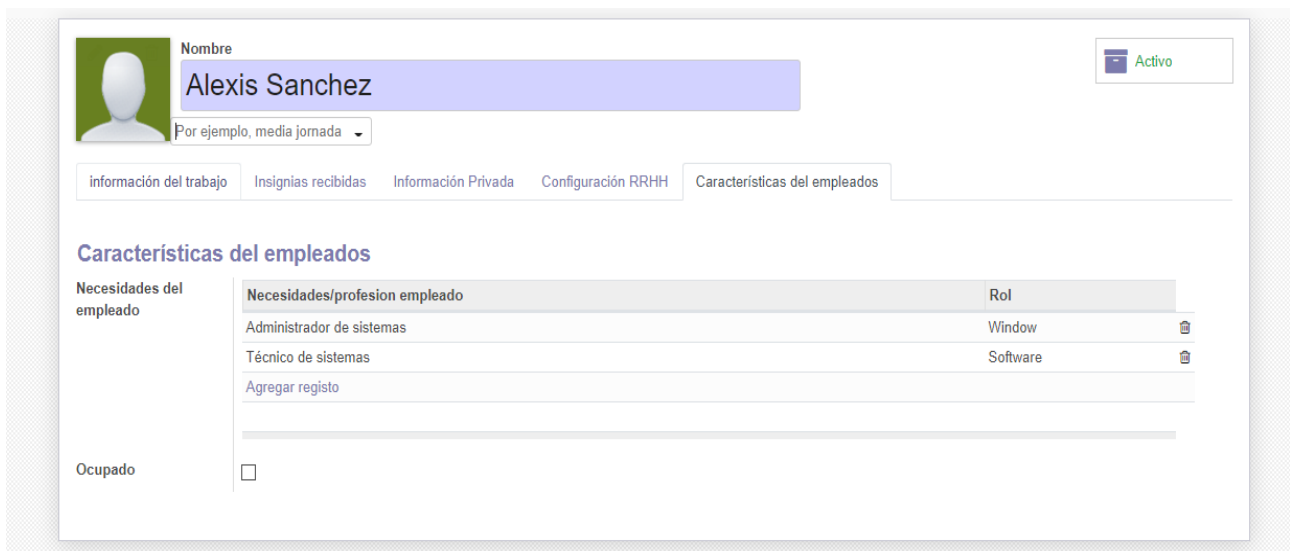 Nombre
Alexis Sanchez
Activo
Por ejemplo, media jornada
información del trabajo Insignias recibidas Información Privada Configuración RRHH Características del empleados
Características del empleados
Necesidades del empleado
Necesidades/profesion empleado Rol
Administrador de sistemas Window
Técnico de sistemas Software
Agregar registo
Ocupado